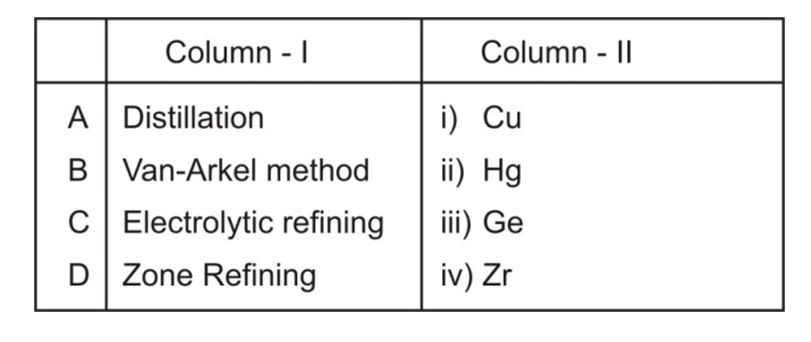 Column - I Column - II
A Distillation i) Cu
B Van-Arkel method ii) Hg
C Electrolytic refining iii) Ge
D Zone Refining iv) Zr